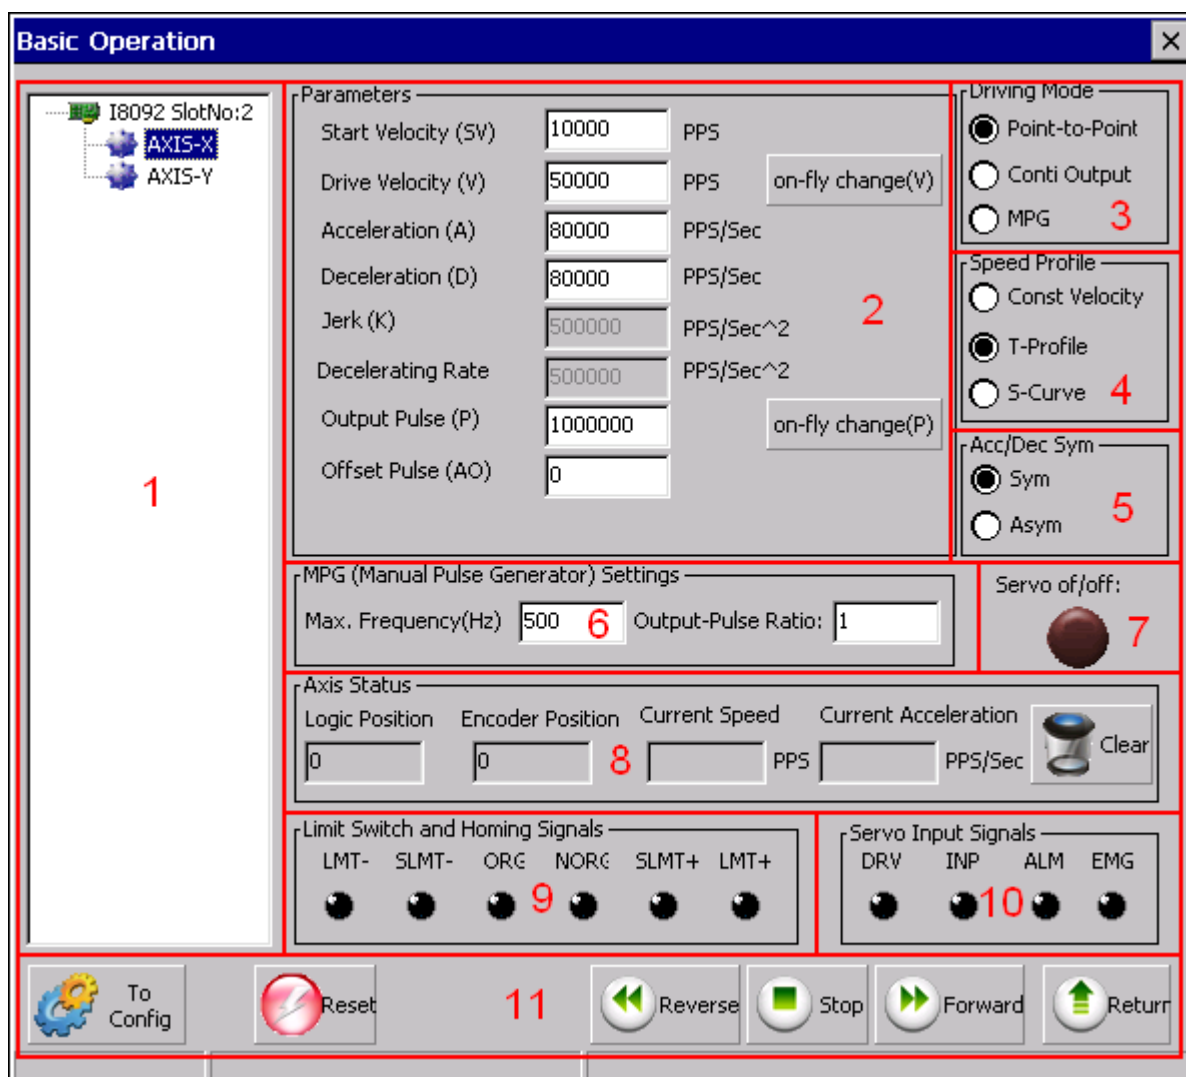 Basic Operation
I8092 SlotNo:2
AXIS-X
AXIS-Y
1
Parameters
Start Velocity (SV) 10000 PPS
Drive Velocity (V) 50000 PPS on-fly change(V)
Acceleration (A) 80000 PPS/Sec
Deceleration (D) 80000 PPS/Sec
Jerk (K) 500000 PPS/Sec^2
2
Decelerating Rate 500000 PPS/Sec^2
Output Pulse (P) 1000000 on-fly change(P)
Offset Pulse (AO) 0
Driving Mode
Point-to-Point
Conti Output
MPG 3
Speed Profile
Const Velocity
T-Profile
S-Curve 4
Acc/Dec Sym
Sym
5
Asym
MPG (Manual Pulse Generator) Settings
Max. Frequency(Hz) 500 6 Output-Pulse Ratio: 1
Servo of/off:
7
Axis Status
Logic Position Encoder Position Current Speed Current Acceleration
0 0 8 PPS PPS/Sec Clear
Limit Switch and Homing Signals
LMT- SLMT- ORG NORG SLMT+ LMT+
9
Servo Input Signals
DRV INP ALM EMG
10
To Config Reset 11 Reverse Stop Forward Return